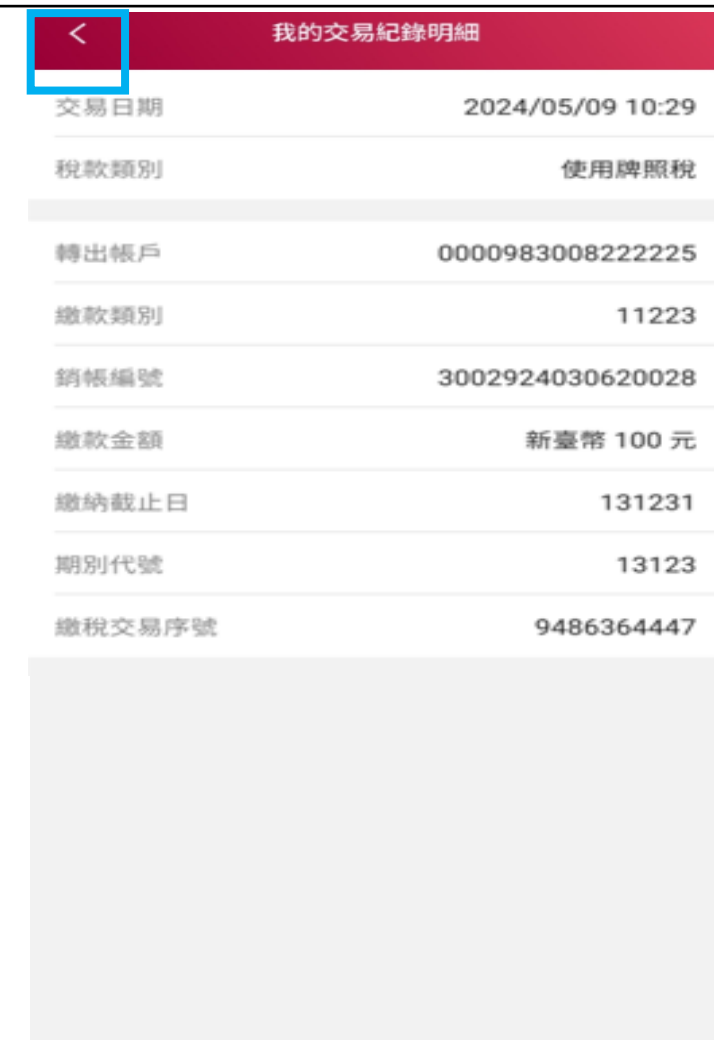 我的交易紀錄明細
交易日期 2024/05/09 10:29
稅款類別 使用牌照稅
轉出帳戶 0000983008222225
繳款類別 11223
銷帳編號 3002924030620028
繳款金額 新臺幣 100 元
繳納截止日 131231
期別代號 13123
繳稅交易序號 9486364447